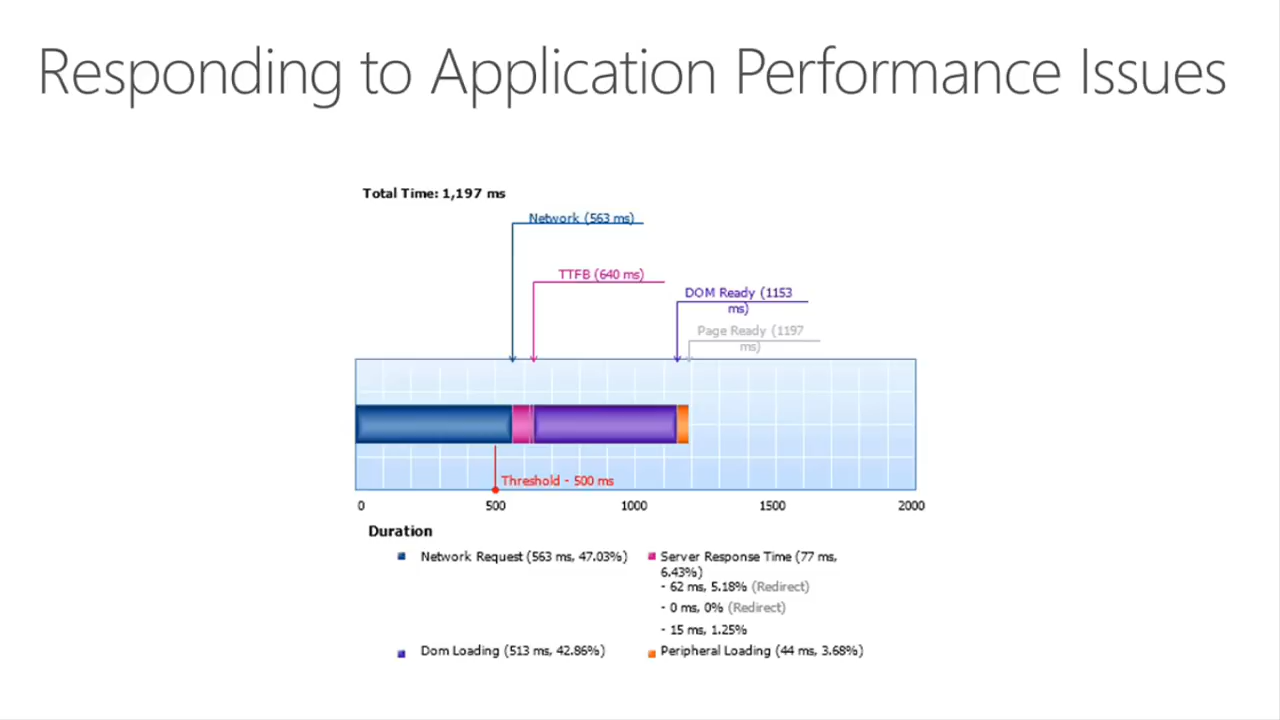 Responding to Application Performance Issues
Total Time: 1,197 ms
Network (563 ms)
TTFB (640 ms)
DOM Ready (1153
ms)
Page Ready (1197
ms)
Threshold - 500 ms
0 500 1000 1500 2000
Duration
Network Request (563 ms, 47.03%)
Server Response Time (77 ms,
6.43%)
- 62 ms, 5.18% (Redirect)
- 0 ms, 0% (Redirect)
- 15 ms, 1.25%
Dom Loading (513 ms, 42.86%)
Peripheral Loading (44 ms, 3.68%)